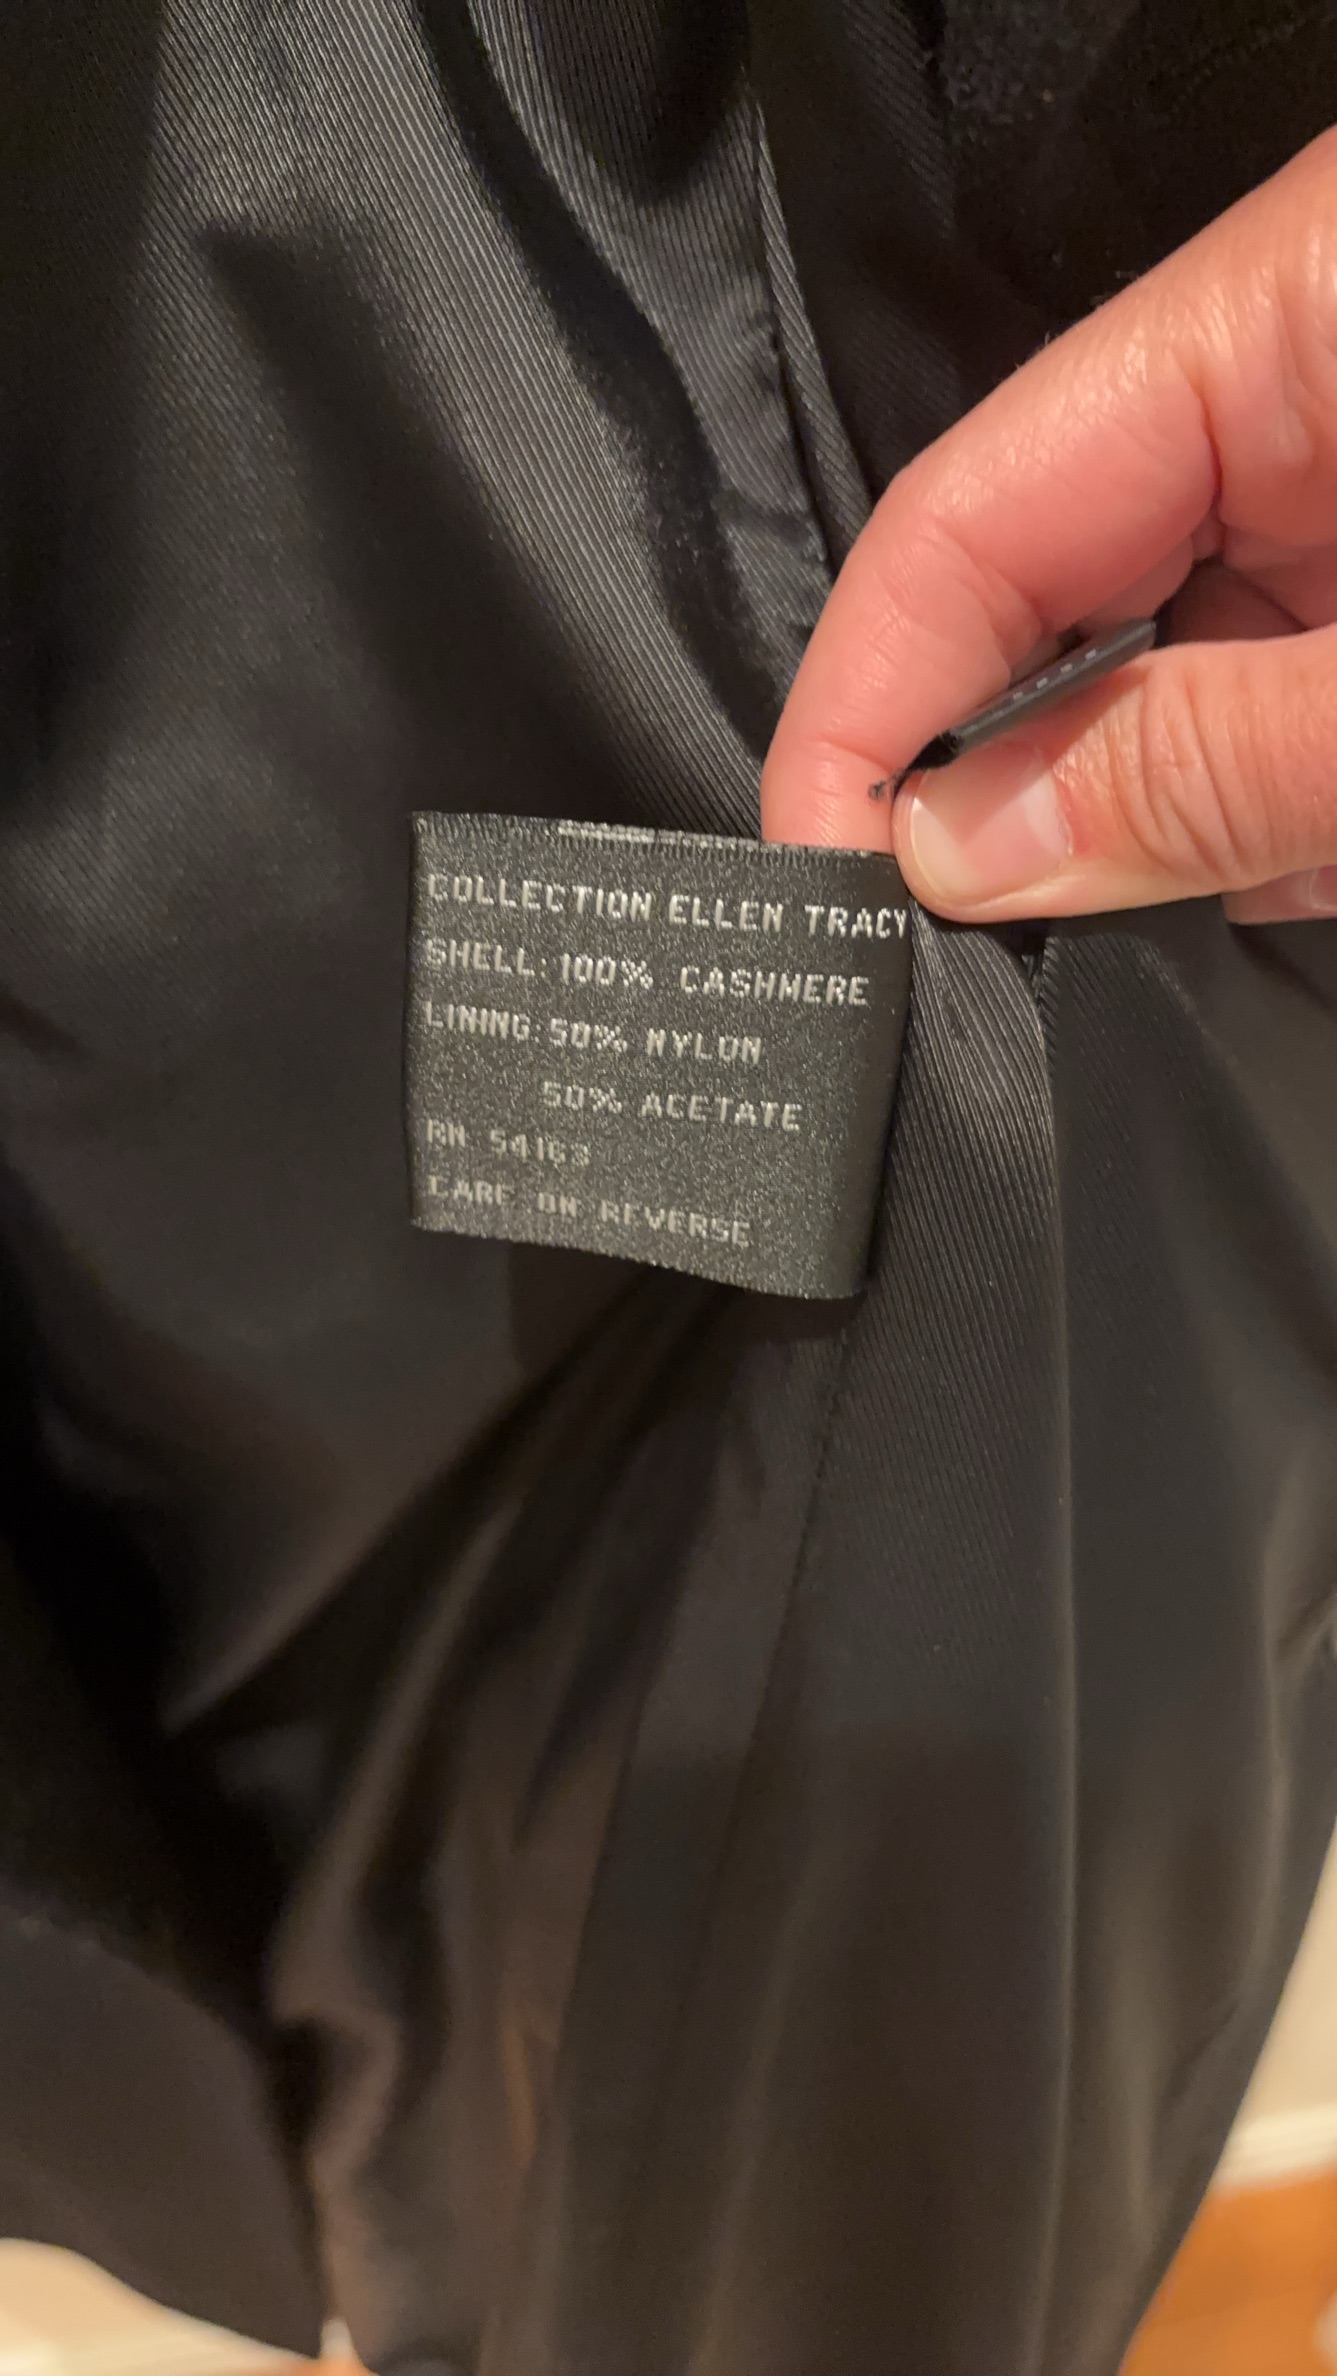 COLLECTION ELLEN TRACY
SHELL: 100% CASHMERE
LINING: 50% NYLON
50% ACETATE
RN 54163
CARE ON REVERSE